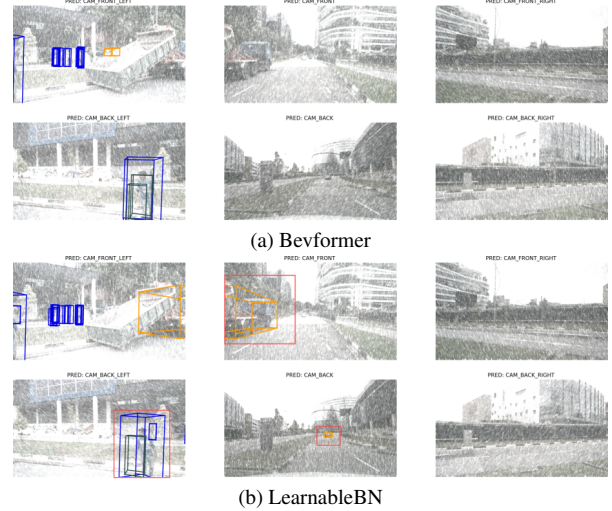 PRED: CAM_FRONT_LEFT PRED: CAM_FRONT PRED: CAM_FRONT_RIGHT
PRED: CAM_BACK_LEFT PRED: CAM_BACK PRED: CAM_BACK_RIGHT
(a) Bevformer
PRED: CAM_FRONT_LEFT PRED: CAM_FRONT PRED: CAM_FRONT_RIGHT
PRED: CAM_BACK_LEFT PRED: CAM_BACK PRED: CAM_BACK_RIGHT
(b) LearnableBN